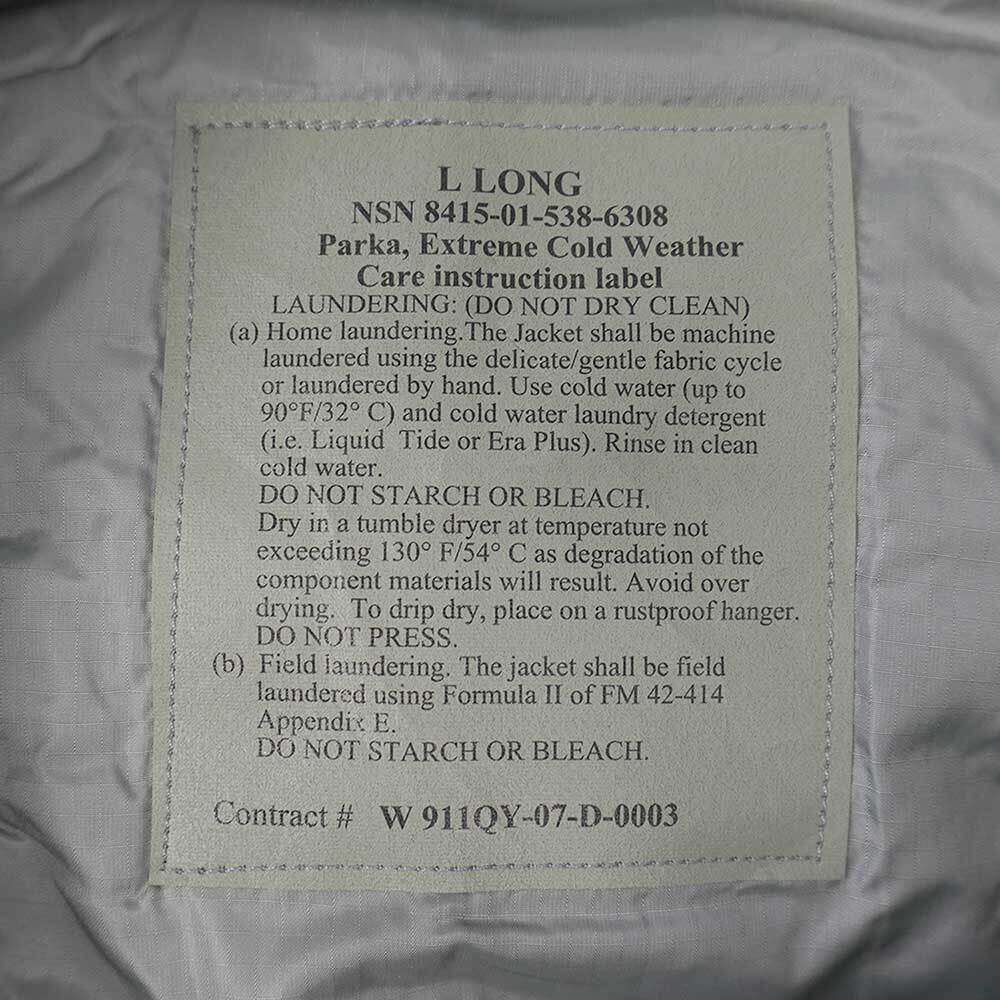 L LONG
NSN 8415-01-538-6308
Parka, Extreme Cold Weather
Care instruction label
LAUNDERING: (DO NOT DRY CLEAN)
(a) Home laundering.The Jacket shall be machine
laundered using the delicate/gentle fabric cycle
or laundered by hand. Use cold water (up to
90°F/32° C) and cold water laundry detergent
(i.e. Liquid Tide or Era Plus). Rinse in clean
cold water.
DO NOT STARCH OR BLEACH.
Dry in a tumble dryer at temperature not
exceeding 130° F/54° C as degradation of the
component materials will result. Avoid over
drying. To drip dry, place on a rustproof hanger.
DO NOT PRESS.
(b) Field laundering. The jacket shall be field
laundered using Formula II of FM 42-414
Appendix E.
DO NOT STARCH OR BLEACH.
Contract # W 911QY-07-D-0003